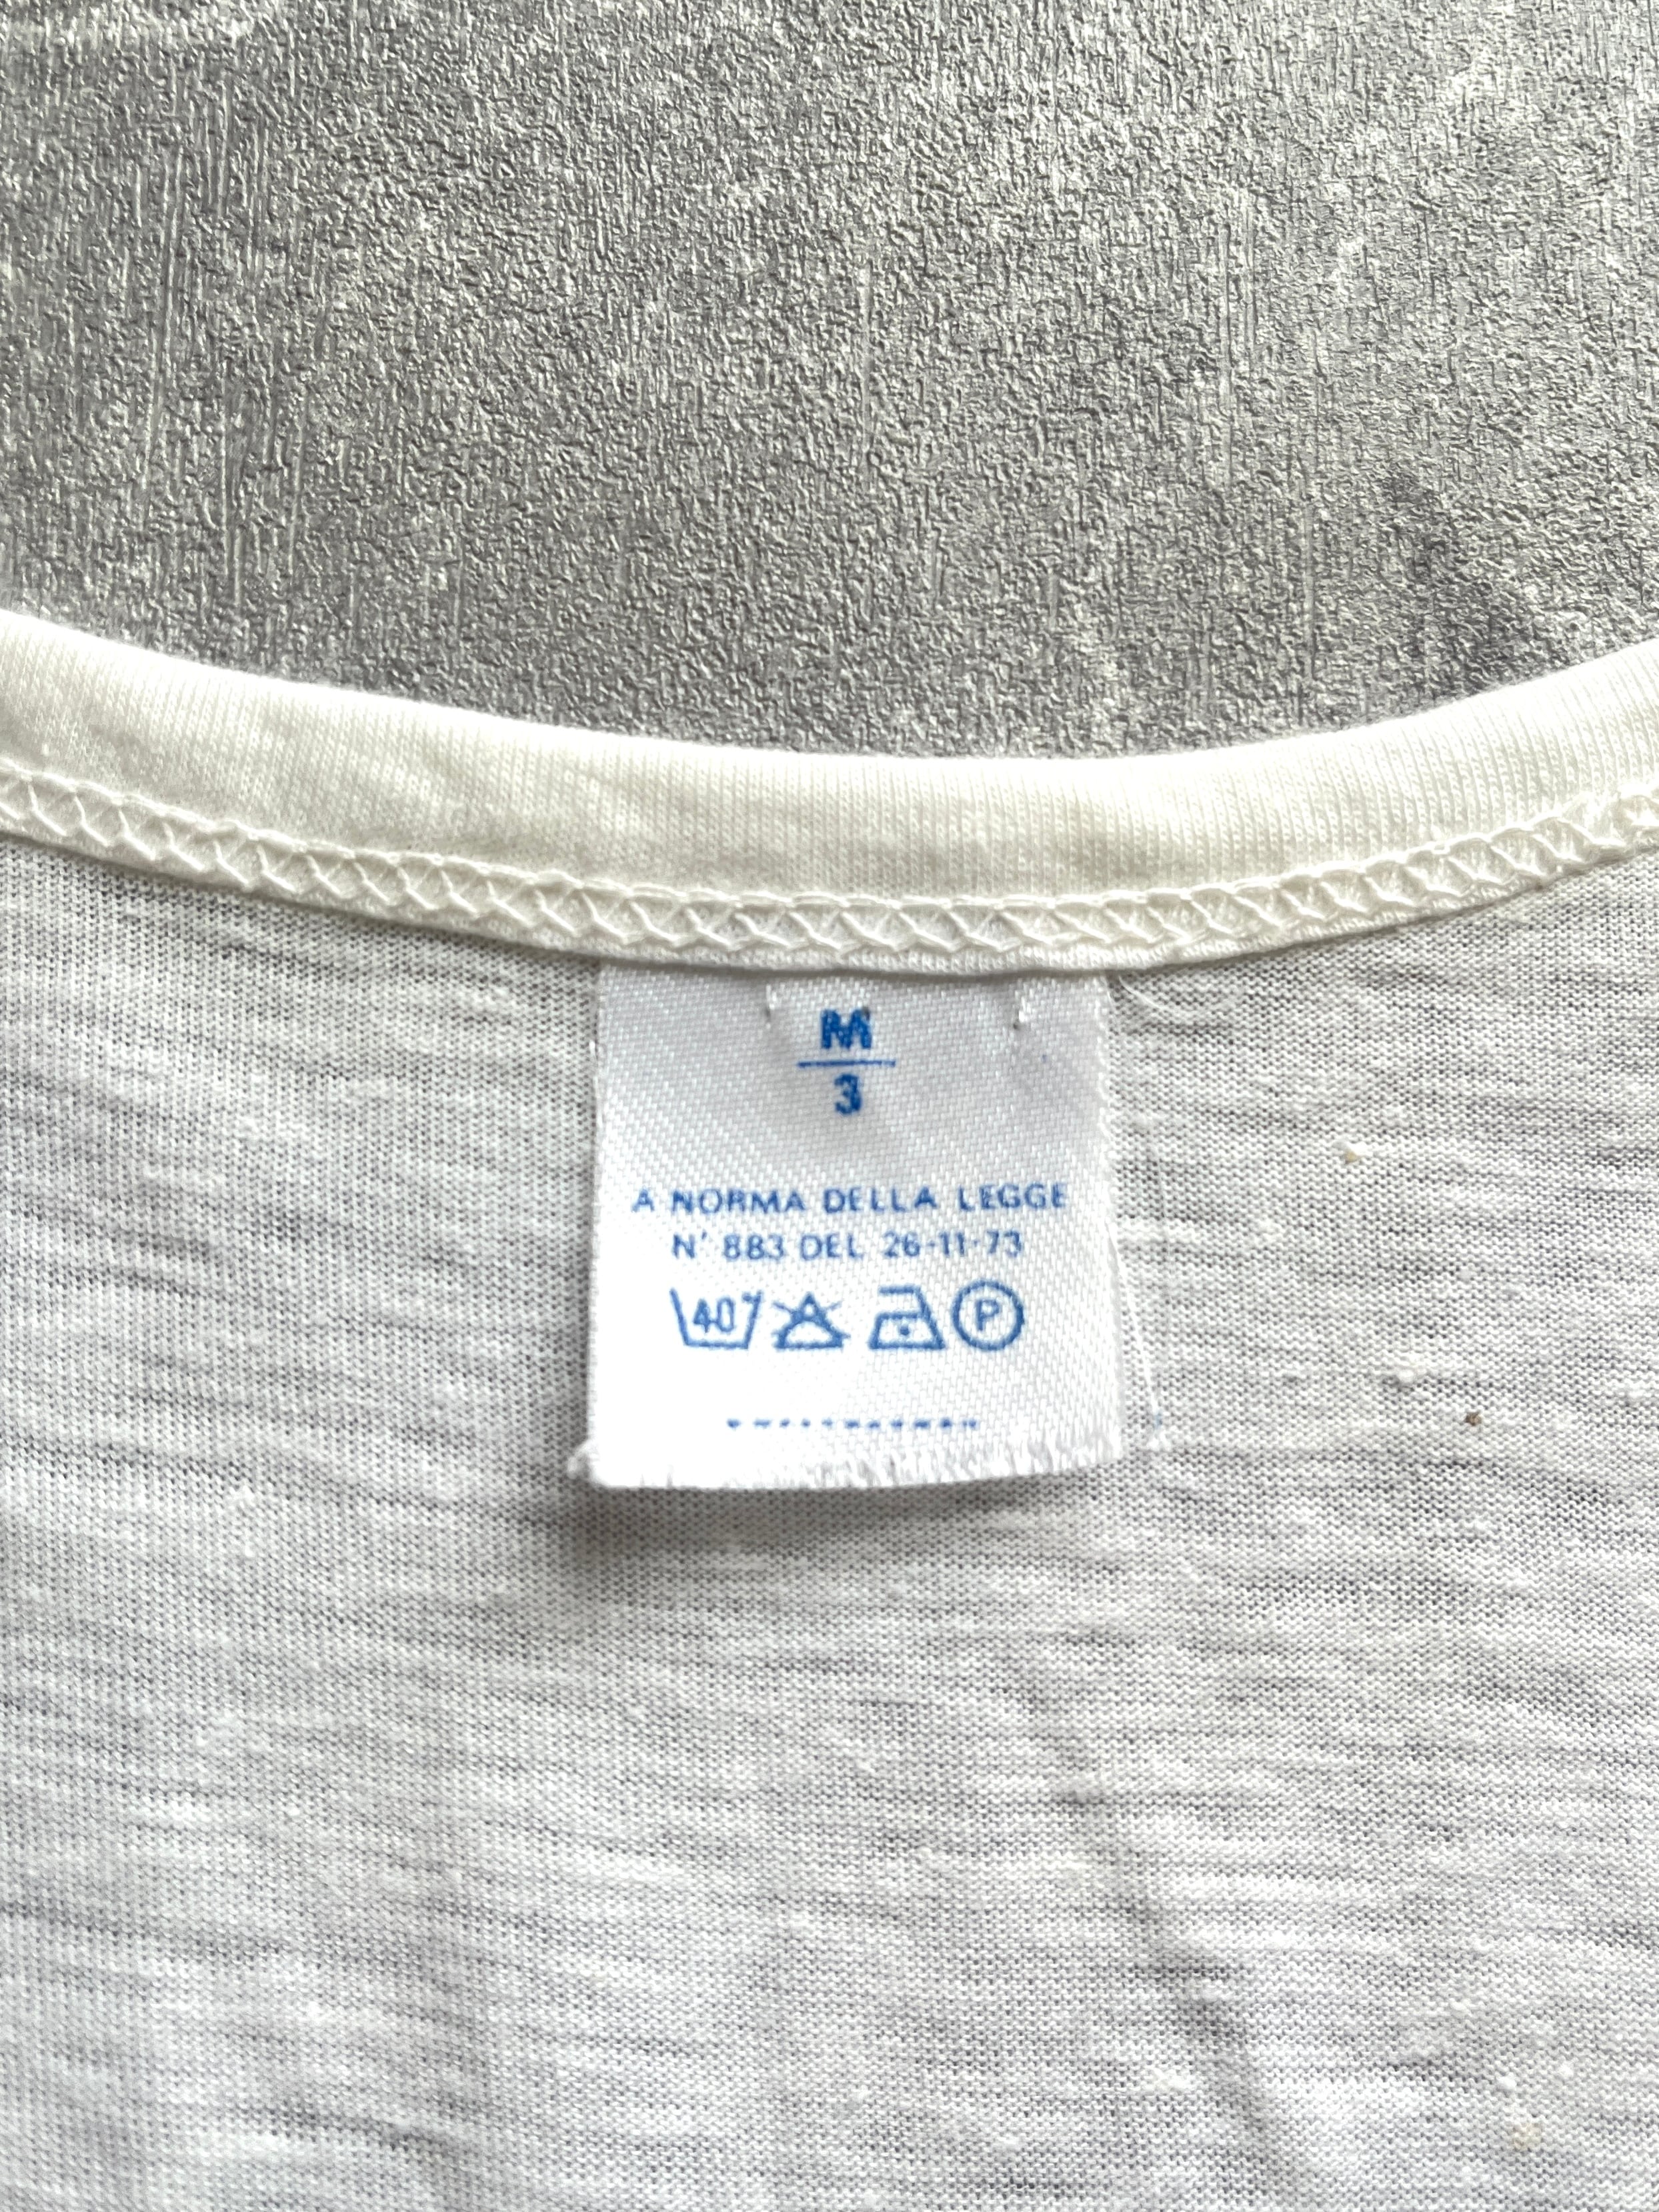 M
3
A NORMA DELLA LEGGE
N° 883 DEL 26-11-73
40° P